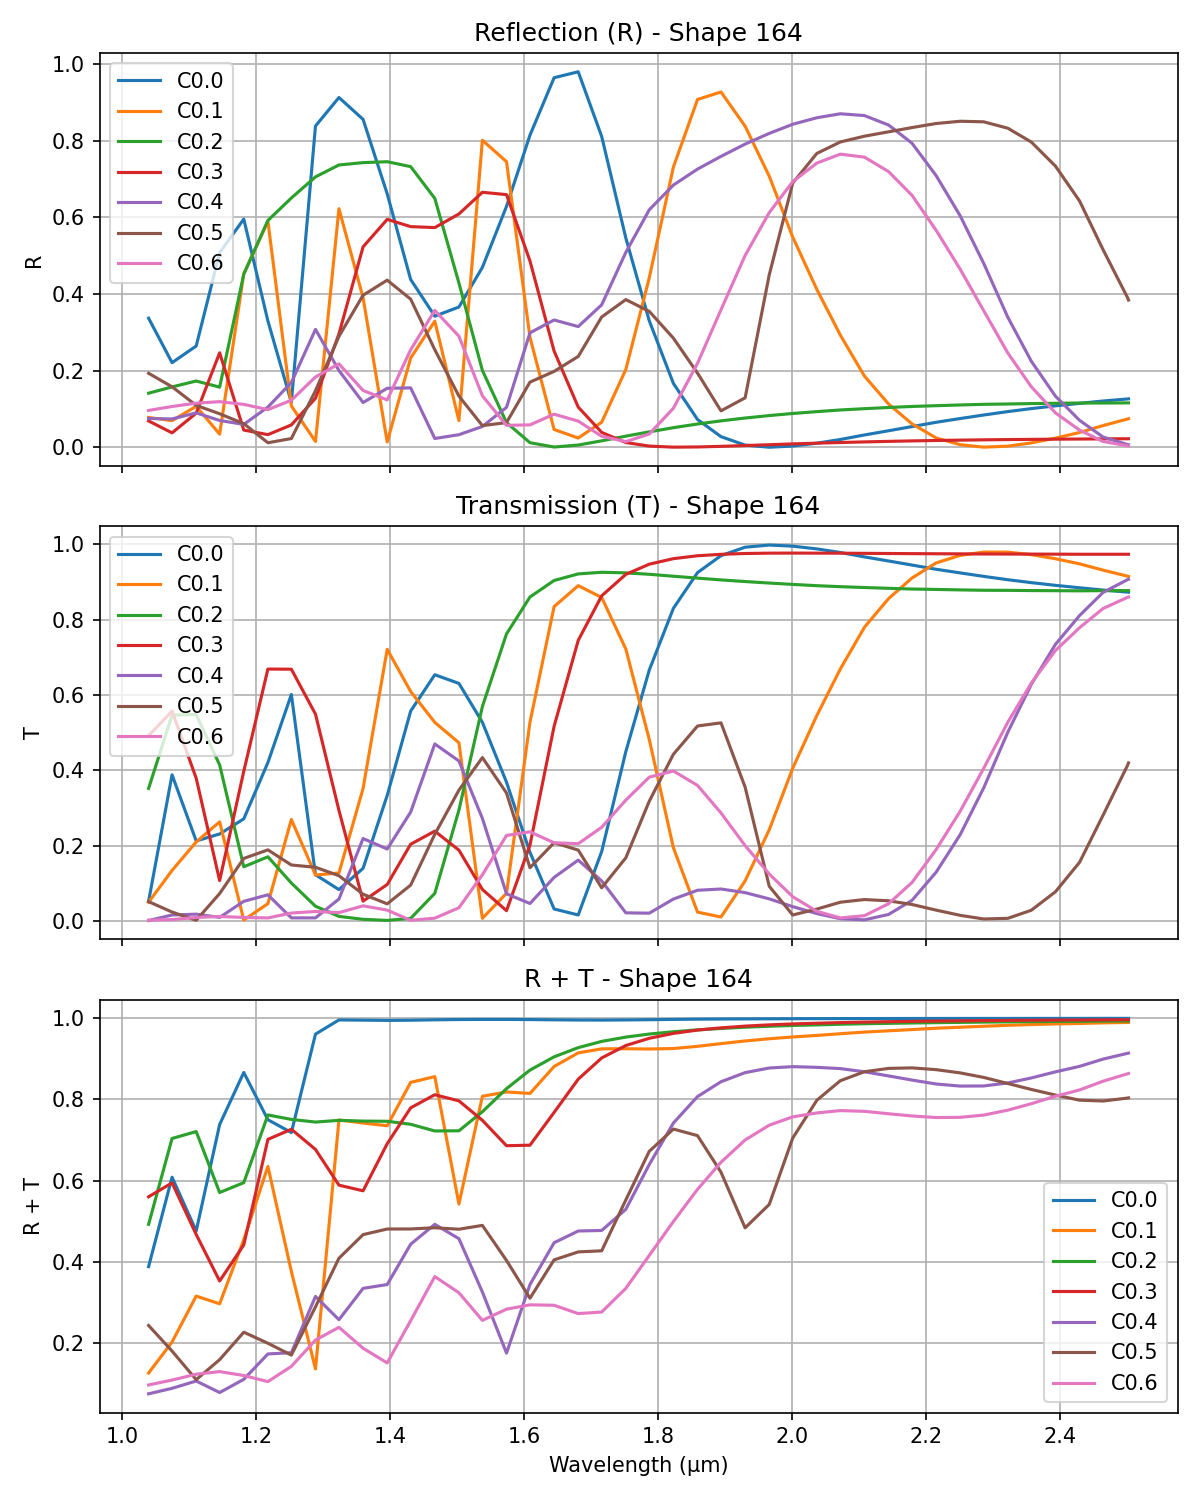 Reflection (R) - Shape 164
1.0
0.8
0.6
0.4
0.2
0.0
R
C0.0
C0.1
C0.2
C0.3
C0.4
C0.5
C0.6
Transmission (T) - Shape 164
1.0
0.8
0.6
0.4
0.2
0.0
T
C0.0
C0.1
C0.2
C0.3
C0.4
C0.5
C0.6
R + T - Shape 164
1.0
0.8
0.6
0.4
0.2
R + T
C0.0
C0.1
C0.2
C0.3
C0.4
C0.5
C0.6
1.0 1.2 1.4 1.6 1.8 2.0 2.2 2.4
Wavelength (μm)